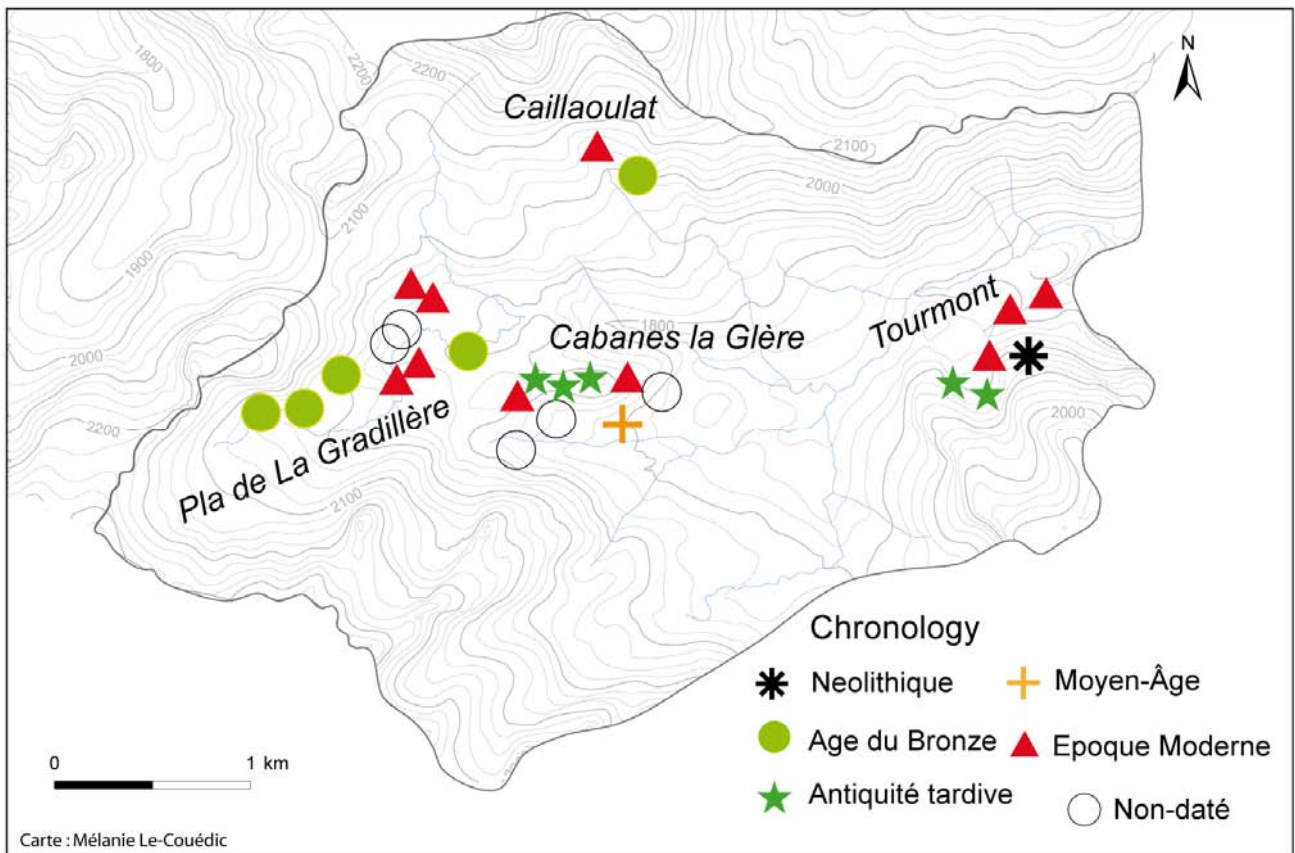 1800
2200
2200
N
Caillaoulat
2100
2000
2100
1900
Tourmont
1800
Cabanes la Glère
2000
2000
2200
Pla de La Gradillère
2100
Chronology
Neolithique
Moyen-Âge
Age du Bronze
Epoque Moderne
Antiquité tardive
Non-daté
0 1 km
Carte : Mélanie Le-Couédic